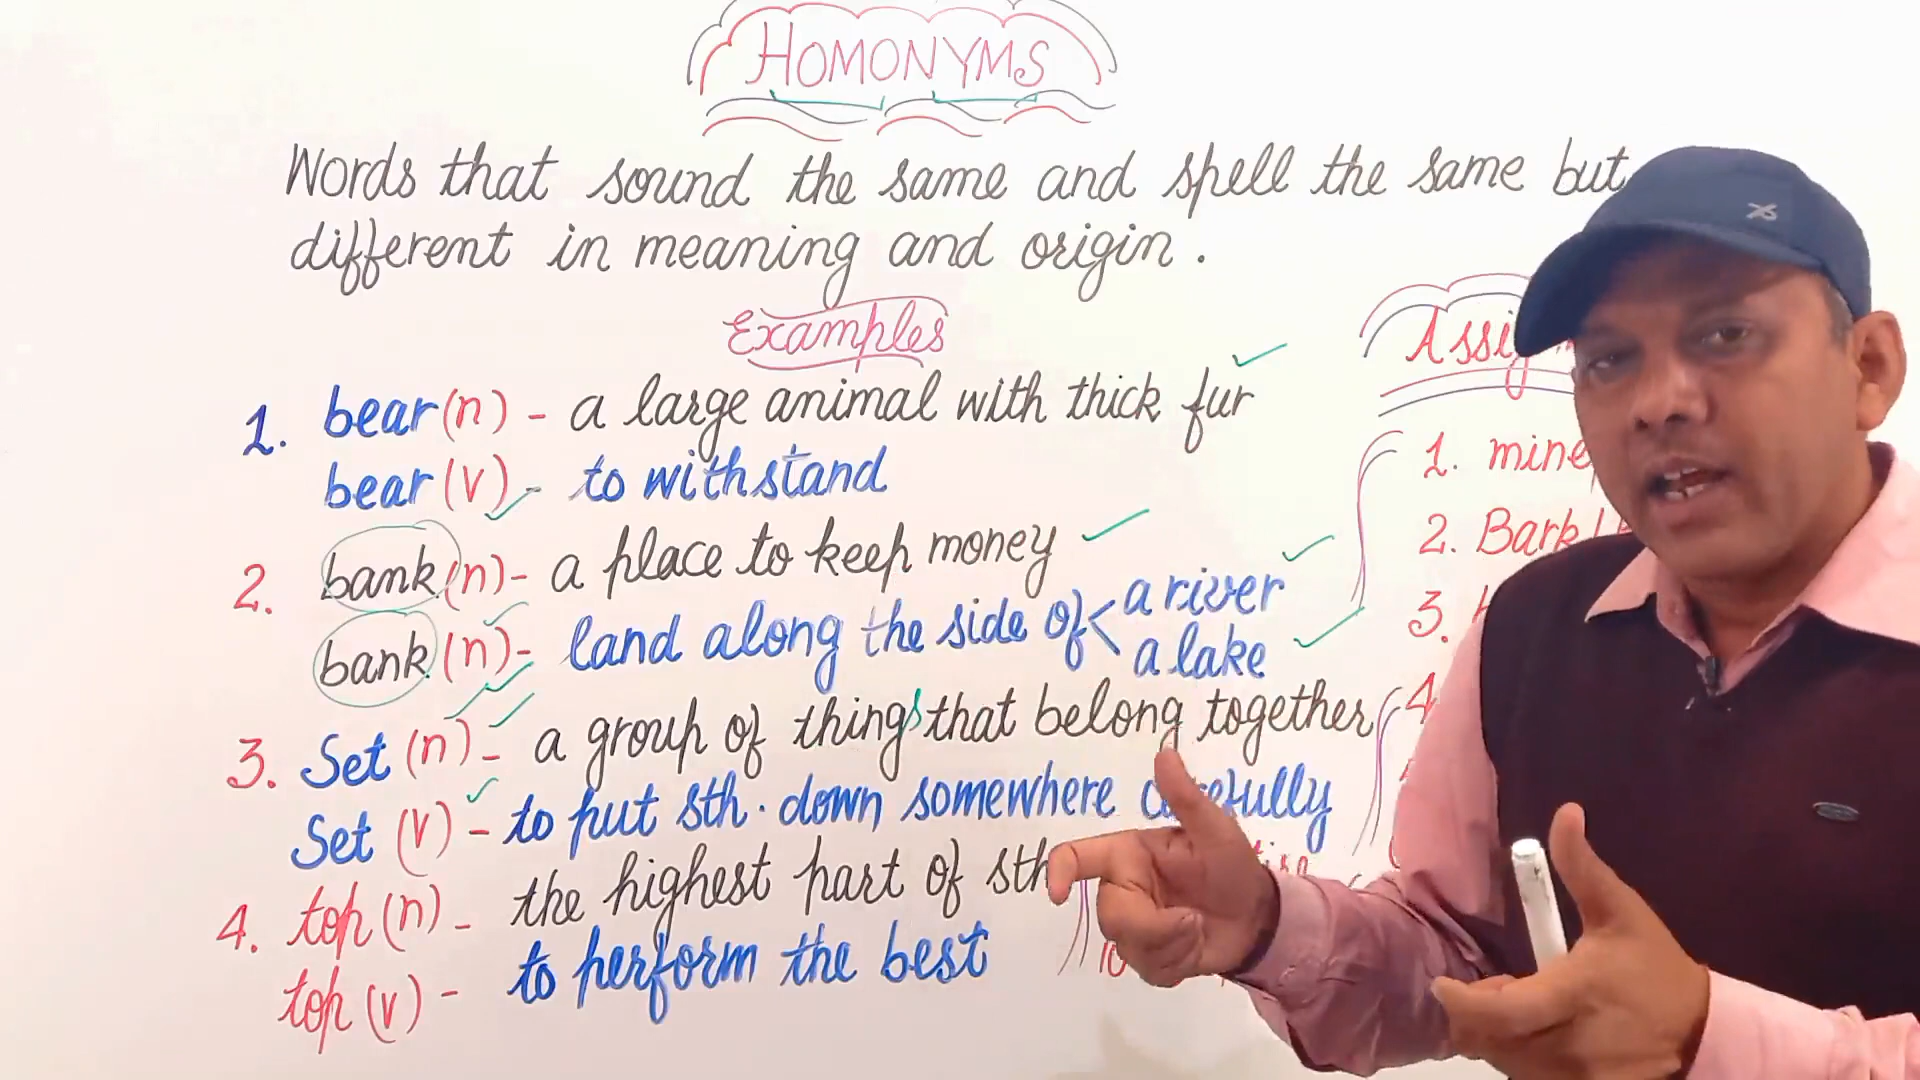 HOMONYMS
Words that sound the same and spell the same but
different in meaning and origin.
Examples
1. bear (n) - a large animal with thick fur
bear (v) - to withstand
2. bank (n) - a place to keep money
bank (n) - land along the side of < a river
a lake
3. Set (n) - a group of things that belong together
Set (v) - to put sth. down somewhere carefully
4. top (n) - the highest part of sth
top (v) - to perform the best
1. mine
2. Bark
3.
4
10